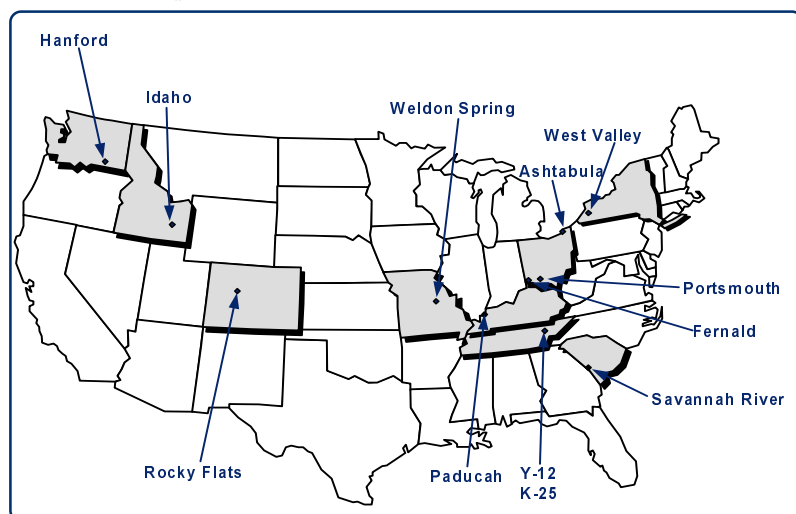 Hanford
Idaho
Weldon Spring
West Valley
Ashtabula
Portsmouth
Fernald
Savannah River
Rocky Flats
Paducah
Y-12
K-25